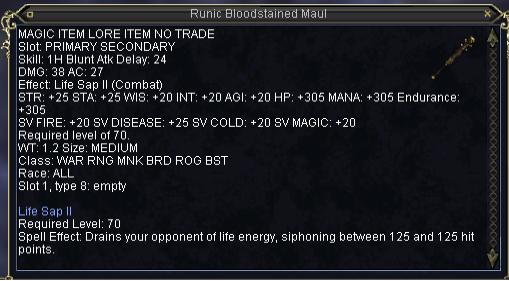 Runic Bloodstained Maul
MAGIC ITEM LORE ITEM NO TRADE
Slot: PRIMARY SECONDARY
Skill: 1H Blunt Atk Delay: 24
DMG: 38 AC: 27
Effect: Life Sap II (Combat)
STR: +25 STA: +25 WIS: +20 INT: +20 AGI: +20 HP: +305 MANA: +305 Endurance:
+305
SV FIRE: +20 SV DISEASE: +25 SV COLD: +20 SV MAGIC: +20
Required level of 70.
WT: 1.2 Size: MEDIUM
Class: WAR RNG MNK BRD ROG BST
Race: ALL
Slot 1, type 8: empty
Life Sap II
Required Level: 70
Spell Effect: Drains your opponent of life energy, siphoning between 125 and 125 hit
points.